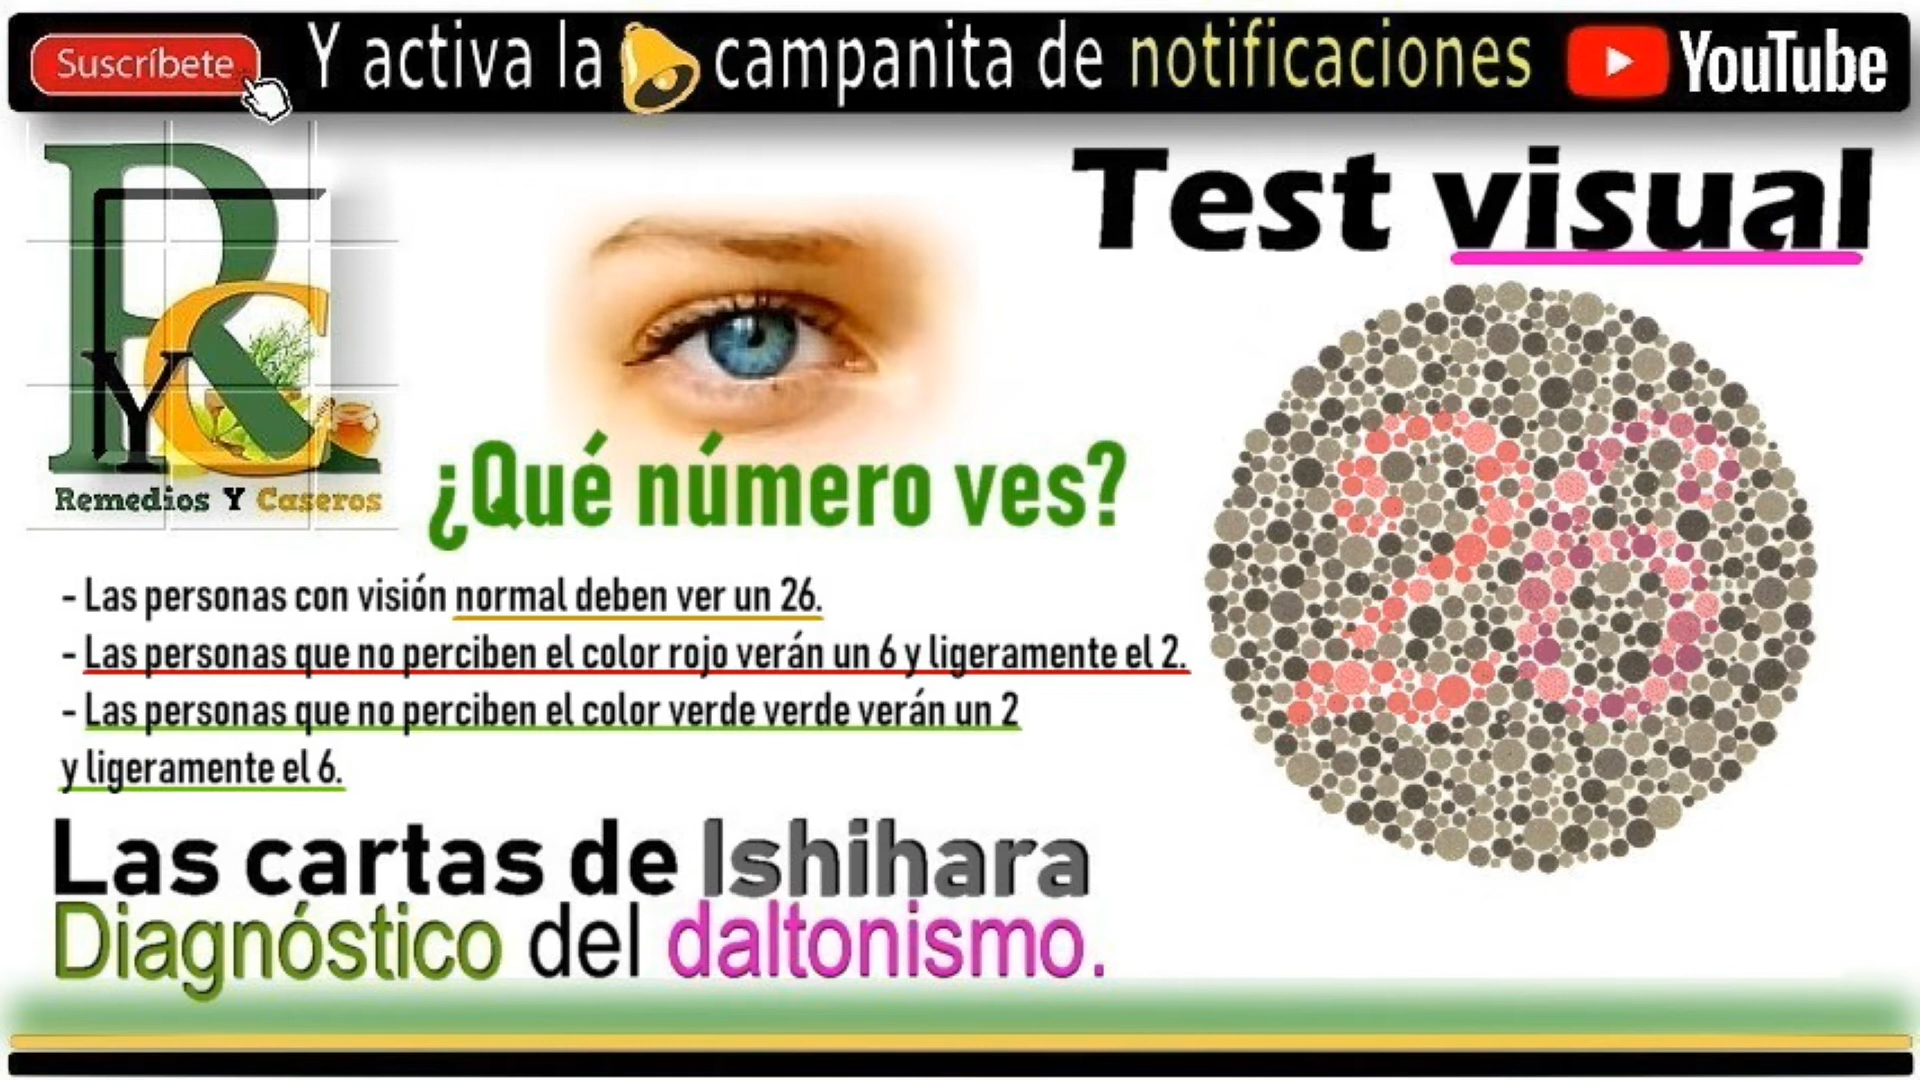 Suscríbete Y activa la campanita de notificaciones YouTube
Test visual
R Y C
Remedios Y Caseros
¿Qué número ves?
26
- Las personas con visión normal deben ver un 26.
- Las personas que no perciben el color rojo verán un 6 y ligeramente el 2.
- Las personas que no perciben el color verde verde verán un 2
y ligeramente el 6.
Las cartas de Ishihara
Diagnóstico del daltonismo.